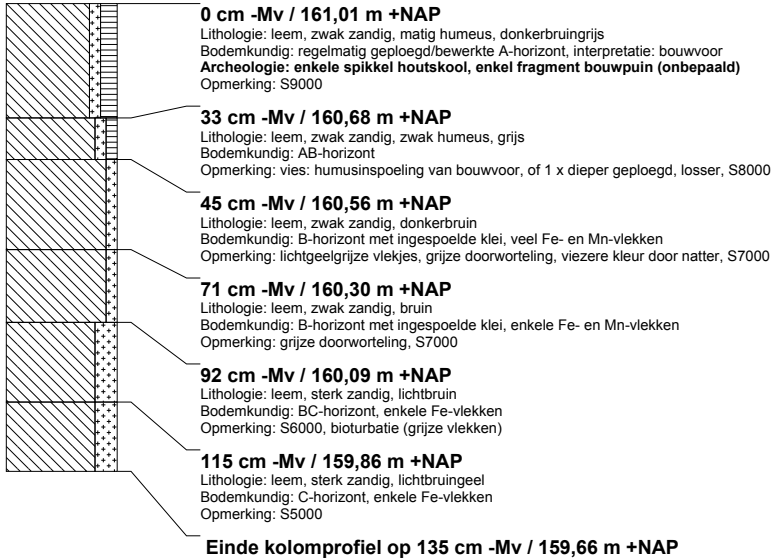 0 cm -Mv / 161,01 m +NAP
Lithologie: leem, zwak zandig, matig humeus, donkerbruingrijs
Bodemkundig: regelmatig geploegd/bewerkte A-horizont, interpretatie: bouwvoor
Archeologie: enkele spikkel houtskool, enkel fragment bouwpuin (onbepaald)
Opmerking: S9000
33 cm -Mv / 160,68 m +NAP
Lithologie: leem, zwak zandig, zwak humeus, grijs
Bodemkundig: AB-horizont
Opmerking: vies: humusinspoeling van bouwvoor, of 1 x dieper geploegd, losser, S8000
45 cm -Mv / 160,56 m +NAP
Lithologie: leem, zwak zandig, donkerbruin
Bodemkundig: B-horizont met ingespoelde klei, veel Fe- en Mn-vlekken
Opmerking: lichtgeelgrijze vlekjes, grijze doorworteling, viezere kleur door natter, S7000
71 cm -Mv / 160,30 m +NAP
Lithologie: leem, zwak zandig, bruin
Bodemkundig: B-horizont met ingespoelde klei, enkele Fe- en Mn-vlekken
Opmerking: grijze doorworteling, S7000
92 cm -Mv / 160,09 m +NAP
Lithologie: leem, sterk zandig, lichtbruin
Bodemkundig: BC-horizont, enkele Fe-vlekken
Opmerking: S6000, bioturbatie (grijze vlekken)
115 cm -Mv / 159,86 m +NAP
Lithologie: leem, sterk zandig, lichtbruingeel
Bodemkundig: C-horizont, enkele Fe-vlekken
Opmerking: S5000
Einde kolomprofiel op 135 cm -Mv / 159,66 m +NAP